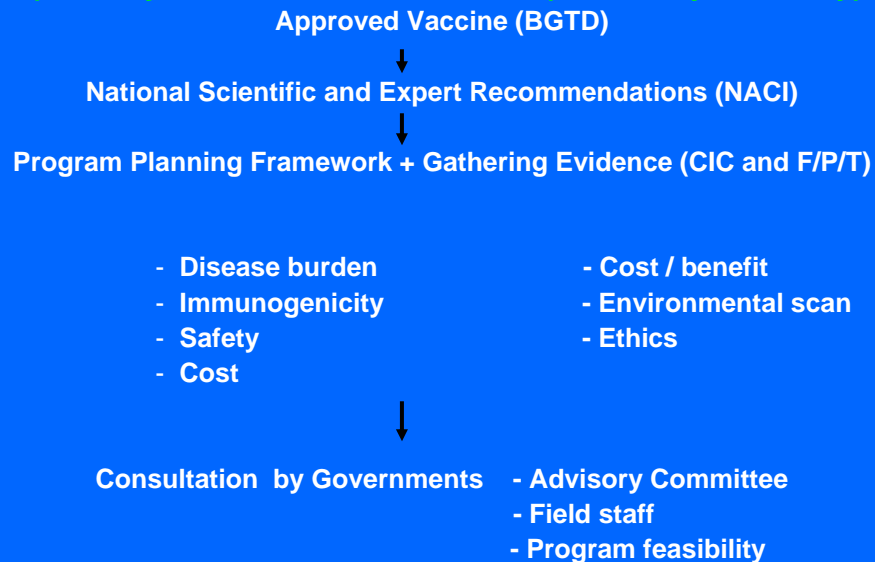 Approved Vaccine (BGTD)
National Scientific and Expert Recommendations (NACI)
Program Planning Framework + Gathering Evidence (CIC and F/P/T)
- Disease burden
- Immunogicity
- Safety
- Cost
- Cost / benefit
- Environmental scan
- Ethics
Consultation by Governments - Advisory Committee
- Field staff
- Program feasibility